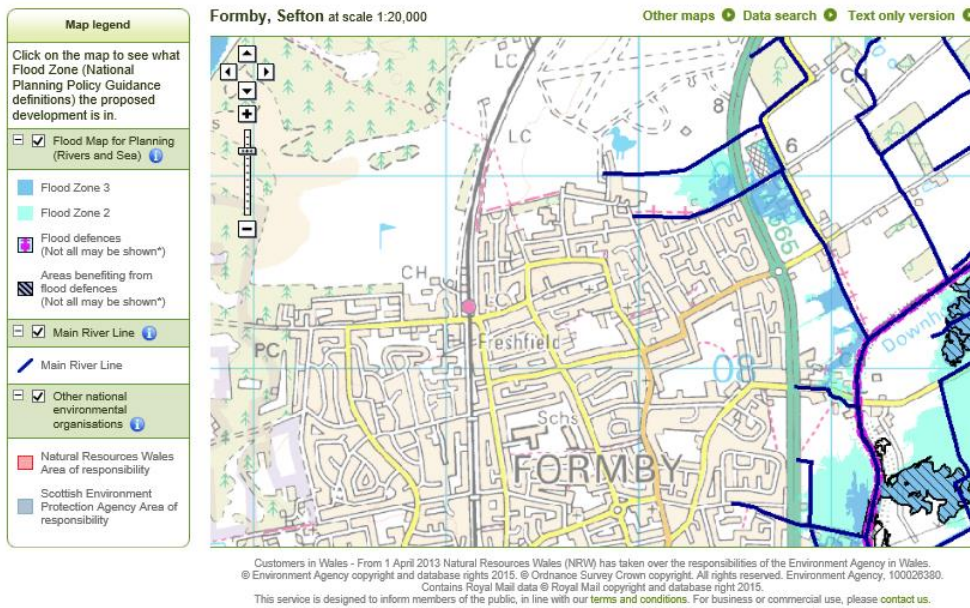 Map legend
Click on the map to see what
Flood Zone (National
Planning Policy Guidance
definitions) the proposed
development is in.
Flood Map for Planning
(Rivers and Sea)
Flood Zone 3
Flood Zone 2
Flood defences
(Not all may be shown*)
Areas benefiting from
flood defences
(Not all may be shown*)
Main River Line
Main River Line
Other national
environmental
organisations
Natural Resources Wales
Area of responsibility
Scottish Environment
Protection Agency Area of
responsibility
Formby, Sefton at scale 1:20,000
Other maps Data search Text only version
LC
LC
CH
8
6
CH
LC
Freshfield
PC
08
Schs
FORMBY
Customers in Wales - From 1 April 2013 Natural Resources Wales (NRW) has taken over the responsibilities of the Environment Agency in Wales.
© Environment Agency copyright and database rights 2015. © Ordnance Survey Crown copyright. All rights reserved. Environment Agency, 100026380.
Contains Royal Mail data © Royal Mail copyright and database right 2015.
This service is designed to inform members of the public, in line with our terms and conditions. For business or commercial use, please contact us.